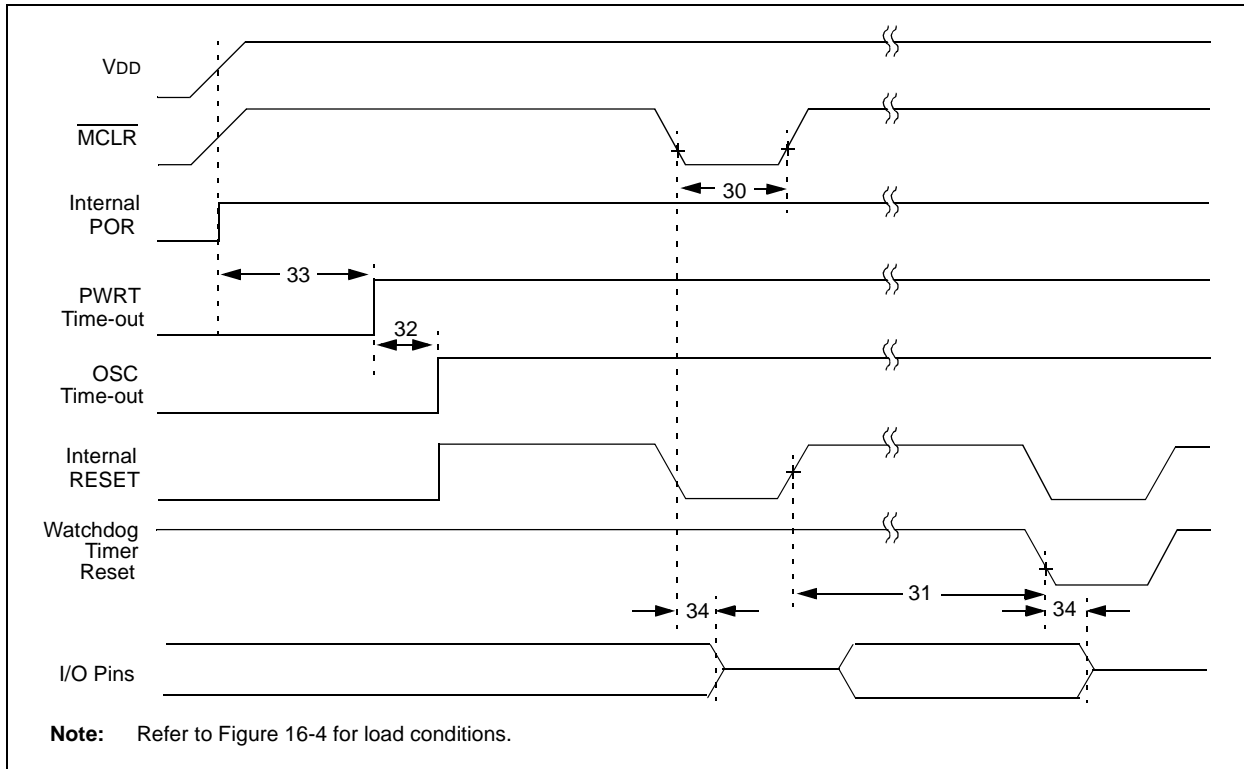 VDD
MCLR
30
Internal
POR
33
PWRT
Time-out
32
OSC
Time-out
Internal
RESET
Watchdog
Timer
Reset
31
34
34
I/O Pins
Note: Refer to Figure 16-4 for load conditions.